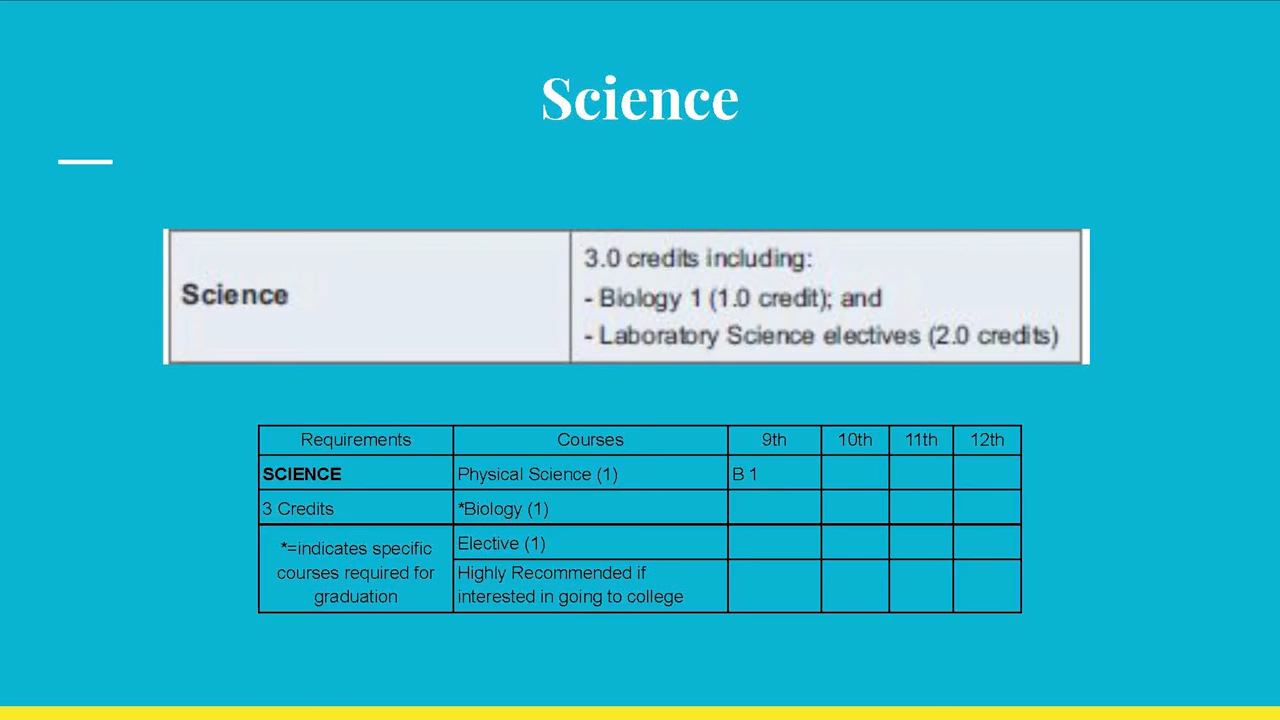 Science
Science
3.0 credits including:
- Biology 1 (1.0 credit); and
- Laboratory Science electives (2.0 credits)
Requirements Courses 9th 10th 11th 12th
SCIENCE Physical Science (1) B 1
3 Credits *Biology (1)
*=indicates specific
courses required for
graduation
Elective (1)
Highly Recommended if
interested in going to college